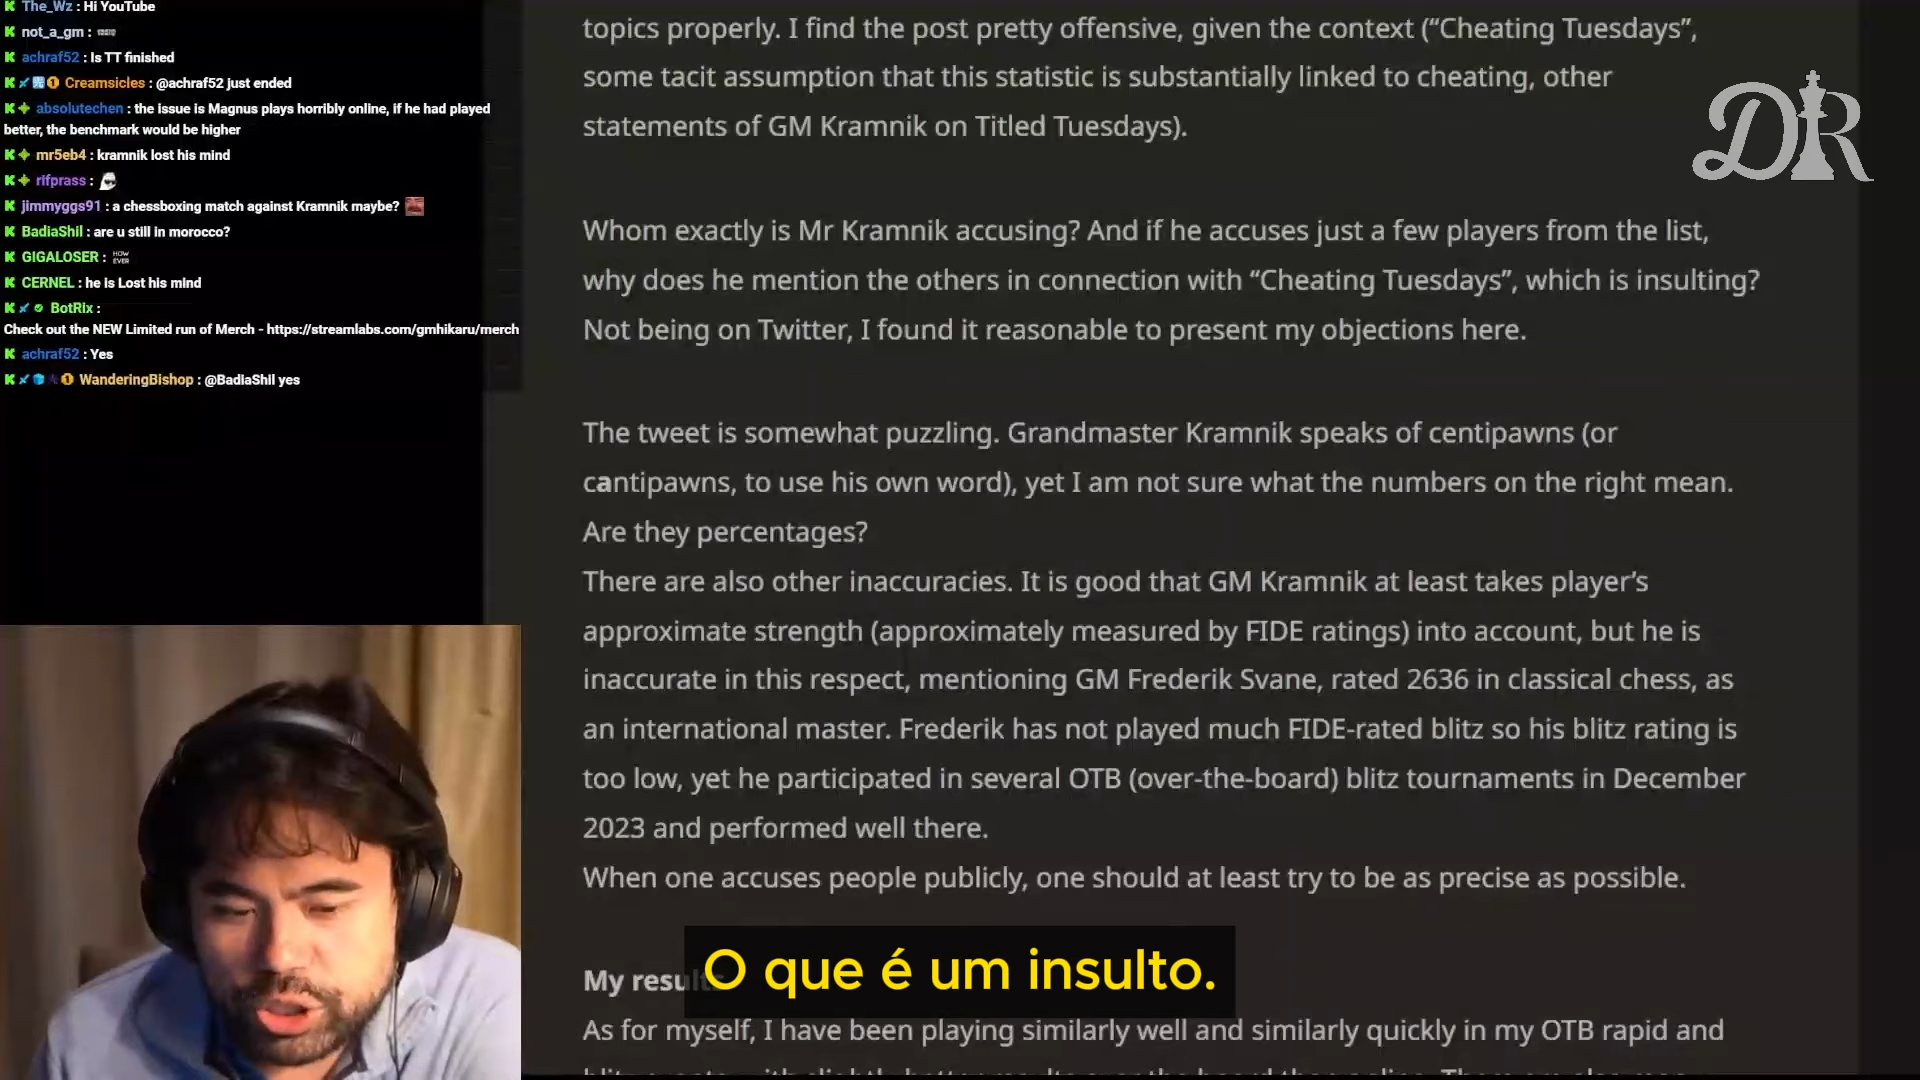 The_Wz : Hi YouTube
not_a_gm :
achraf52 : Is TT finished
Creamsicles : @achraf52 just ended
absolutechen : the issue is Magnus plays horribly online, if he had played
better, the benchmark would be higher
mr5eb4 : kramnik lost his mind
rifprass :
jimmyggs91 : a chessboxing match against Kramnik maybe?
BadiaShil : are u still in morocco?
GIGALOSER : HOW
EVER
CERNEL : he is Lost his mind
BotRix :
Check out the NEW Limited run of Merch - https://streamlabs.com/gmhikaru/merch
achraf52 : Yes
WanderingBishop : @BadiaShil yes
topics properly. I find the post pretty offensive, given the context (“Cheating Tuesdays”,
some tacit assumption that this statistic is substantially linked to cheating, other
statements of GM Kramnik on Titled Tuesdays).
DR
Whom exactly is Mr Kramnik accusing? And if he accuses just a few players from the list,
why does he mention the others in connection with “Cheating Tuesdays”, which is insulting?
Not being on Twitter, I found it reasonable to present my objections here.
The tweet is somewhat puzzling. Grandmaster Kramnik speaks of centipawns (or
cantipawns, to use his own word), yet I am not sure what the numbers on the right mean.
Are they percentages?
There are also other inaccuracies. It is good that GM Kramnik at least takes player’s
approximate strength (approximately measured by FIDE ratings) into account, but he is
inaccurate in this respect, mentioning GM Frederik Svane, rated 2636 in classical chess, as
an international master. Frederik has not played much FIDE-rated blitz so his blitz rating is
too low, yet he participated in several OTB (over-the-board) blitz tournaments in December
2023 and performed well there.
When one accuses people publicly, one should at least try to be as precise as possible.
My results
O que é um insulto.
As for myself, I have been playing similarly well and similarly quickly in my OTB rapid and